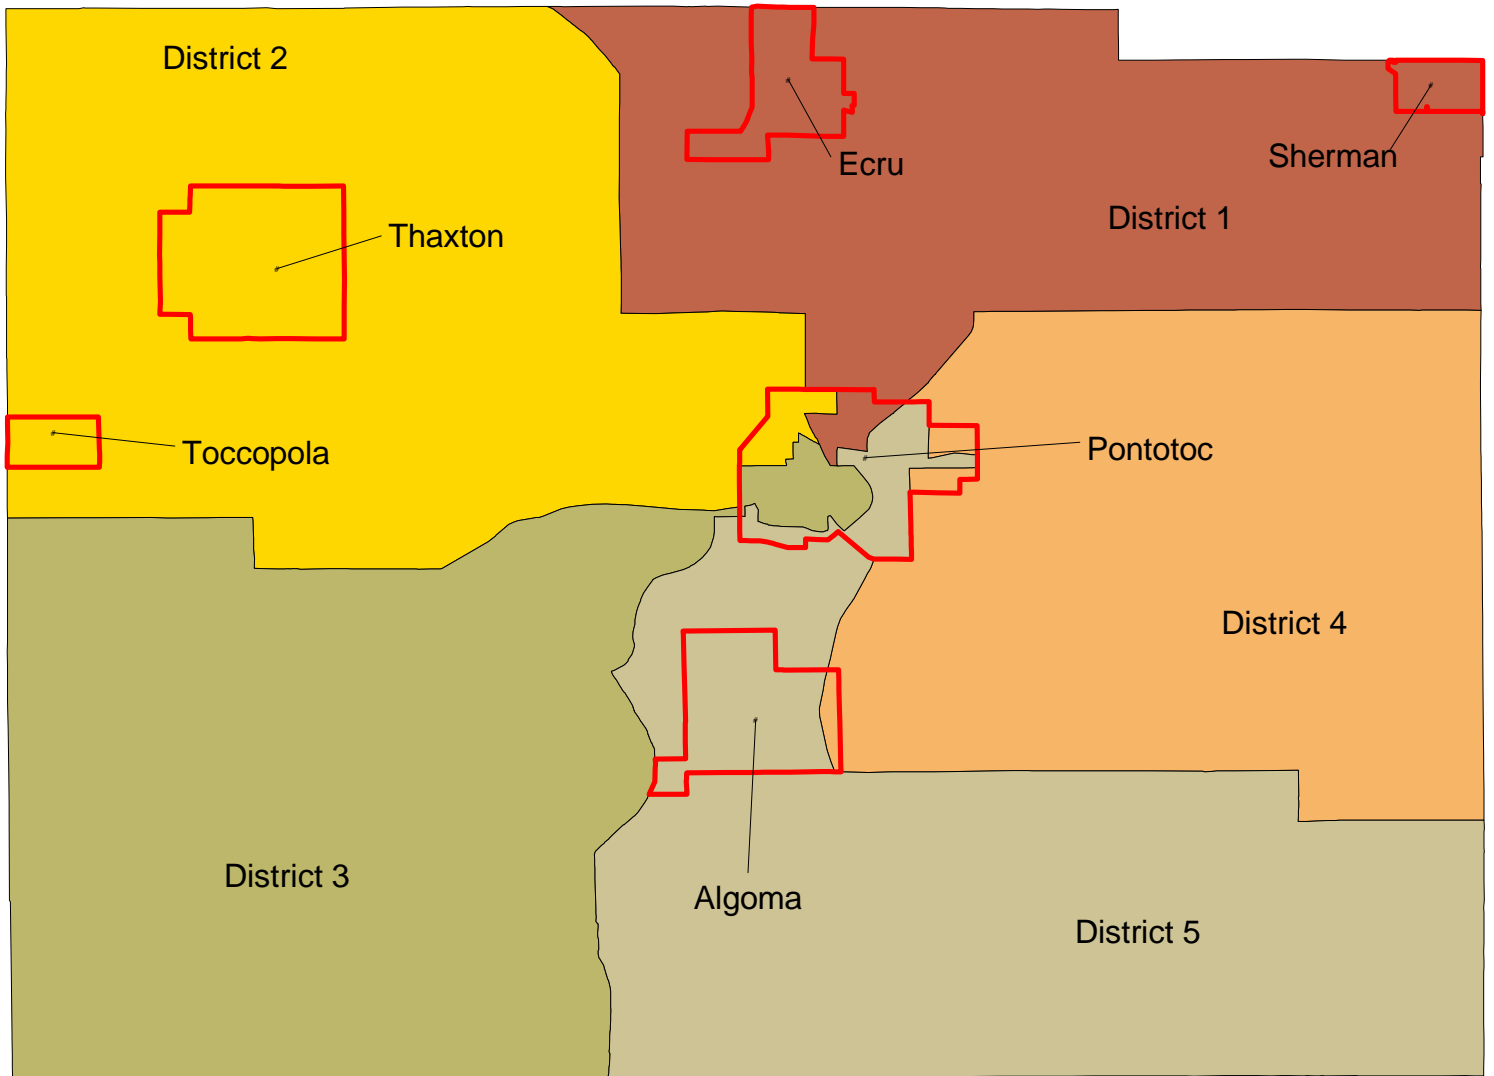 District 2
Ecru
Sherman
District 1
Thaxton
Toccopola
Pontotoc
District 4
District 3
Algoma
District 5